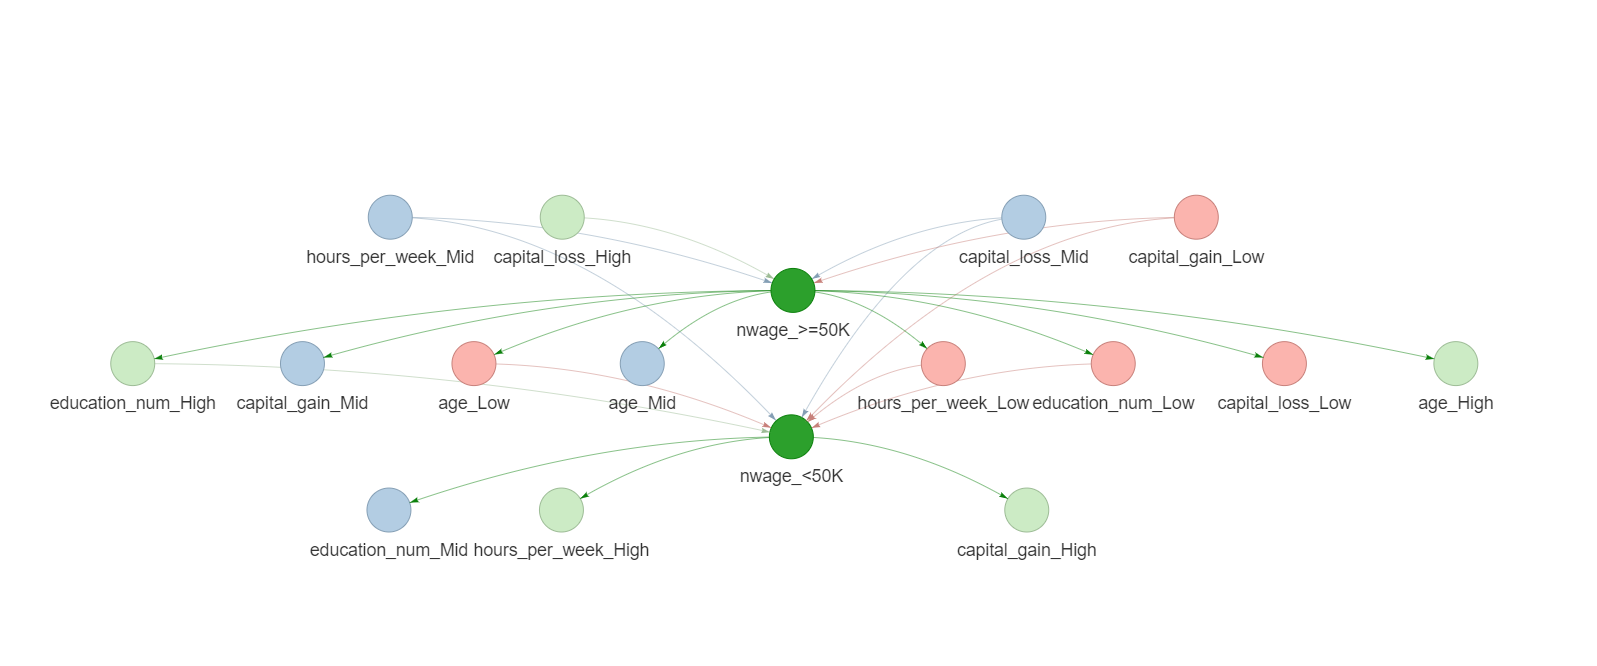 hours_per_week_Mid
capital_loss_High
capital_loss_Mid
capital_gain_Low
nwage_>=50K
education_num_High
capital_gain_Mid
age_Low
age_Mid
hours_per_week_Low
education_num_Low
capital_loss_Low
age_High
nwage_<50K
education_num_Mid
hours_per_week_High
capital_gain_High